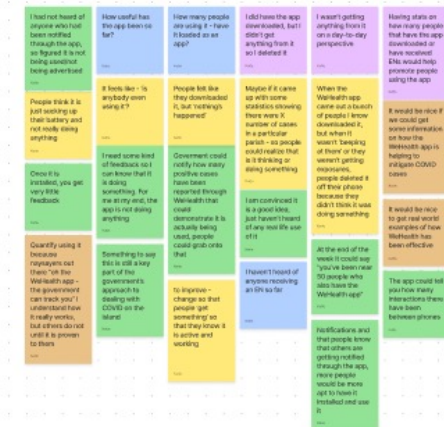 I had not heard of
anyone who had
been notified
through the app,
so figured it is not
being used/not
being advertised
People think it is
just sucking up
their battery and
not really doing
anything
Once it is
installed, you get
very little
feedback
Quantify using it
because
naysayers out
there "oh the
WeHealth app -
the government
can track you" I
understand how
it really works,
but others do not
until it is proven
to them
How useful has
the app been so
far?
It feels like - 'is
anybody even
using it'?
I need some kind
of feedback so I
can know that it
is doing
something. For
me at my end, the
app is not doing
anything
Something to say
this is still a key
part of the
government's
approach to
dealing with
COVID on the
island
How many people
are using it - have
it loaded as an
app?
People felt like
they downloaded
it, but 'nothing's
happened'
Goverment could
notify how many
positive cases
have been
reported through
WeHealth that
could
demonstrate it is
actually being
used, people
could grab onto
that
To improve -
change so that
people 'get
something' so
that they know it
is active and
working
I did have the app
downloaded, but I
didn't get
anything from it
so I deleted it
Maybe if it came
up with some
statistics showing
there were X
number of cases
in a particular
parish - so people
could realize that
is it thinking or
doing something
I am convinced it
is a good idea,
just haven't heard
of any real life use
of it
I haven't heard of
anyone receiving
an EN so far
I wasn't getting
anything from it
on a day-to-day
perspective
When the
WeHealth app
came out a bunch
of people I know
downloaded it,
but when it
wasn't 'beeping
at them' or they
weren't getting
exposures,
people deleted it
off their phone
because they
didn't think it was
doing something
At the end of the
week it could say
"you've been near
50 people who
also have the
WeHealth app"
Notifications and
that people know
that others are
getting notified
through the app,
more people
would be more
apt to have it
installed and use
it
Having stats on
how many people
that have the app
downloaded or
have received
ENs would help
promote people
using the app
It would be nice if
we could get
some information
on how the
WeHealth app is
helping to
mitigate COVID
It would be nice
to get real world
examples of how
WeHealth has
been effective
The app could tell
you how many
interactions there
have been
between phones